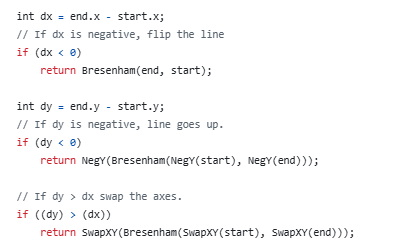 int dx = end.x - start.x;
// If dx is negative, flip the line
if (dx < 0)
    return Bresenham(end, start);

int dy = end.y - start.y;
// If dy is negative, line goes up.
if (dy < 0)
    return NegY(Bresenham(NegY(start), NegY(end)));

// If dy > dx swap the axes.
if ((dy) > (dx))
    return SwapXY(Bresenham(SwapXY(start), SwapXY(end)));